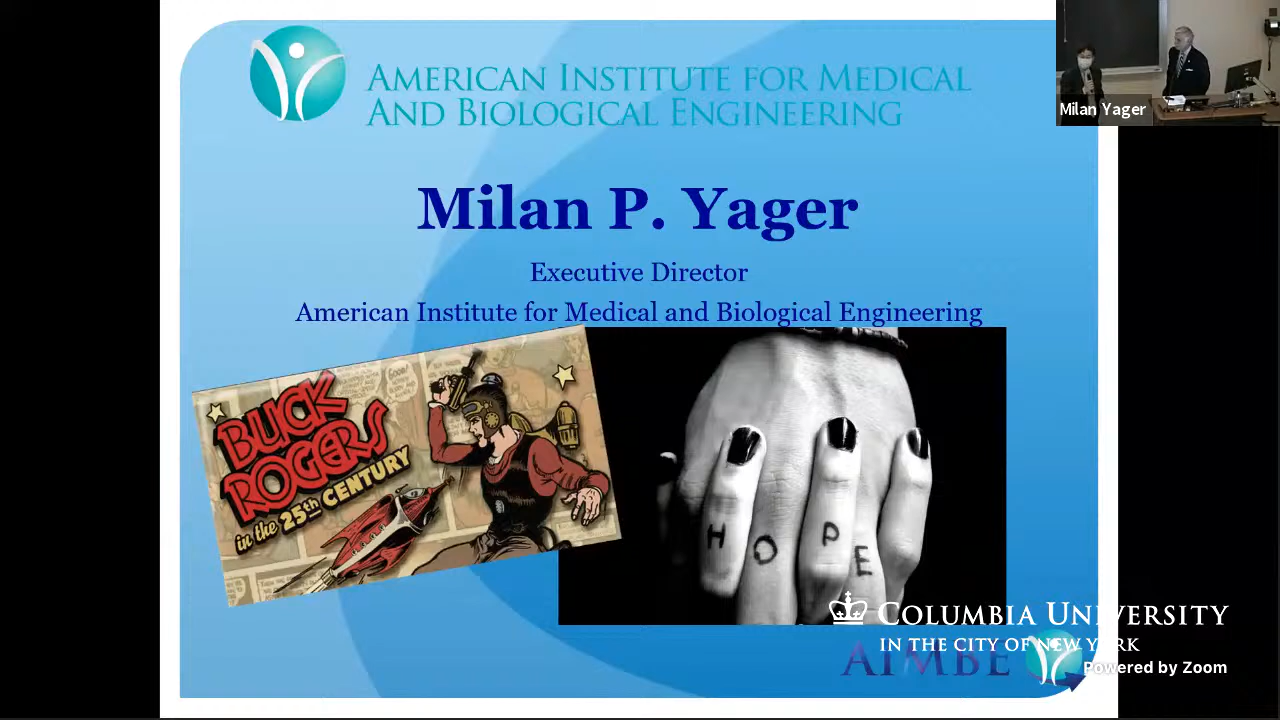 AMERICAN INSTITUTE FOR MEDICAL
AND BIOLOGICAL ENGINEERING
Milan Yager
Milan P. Yager
Executive Director
American Institute for Medical and Biological Engineering
BUCK
ROGERS
in the 25th CENTURY
HOPE
COLUMBIA UNIVERSITY
IN THE CITY OF NEW YORK
AIMBE
Powered by Zoom